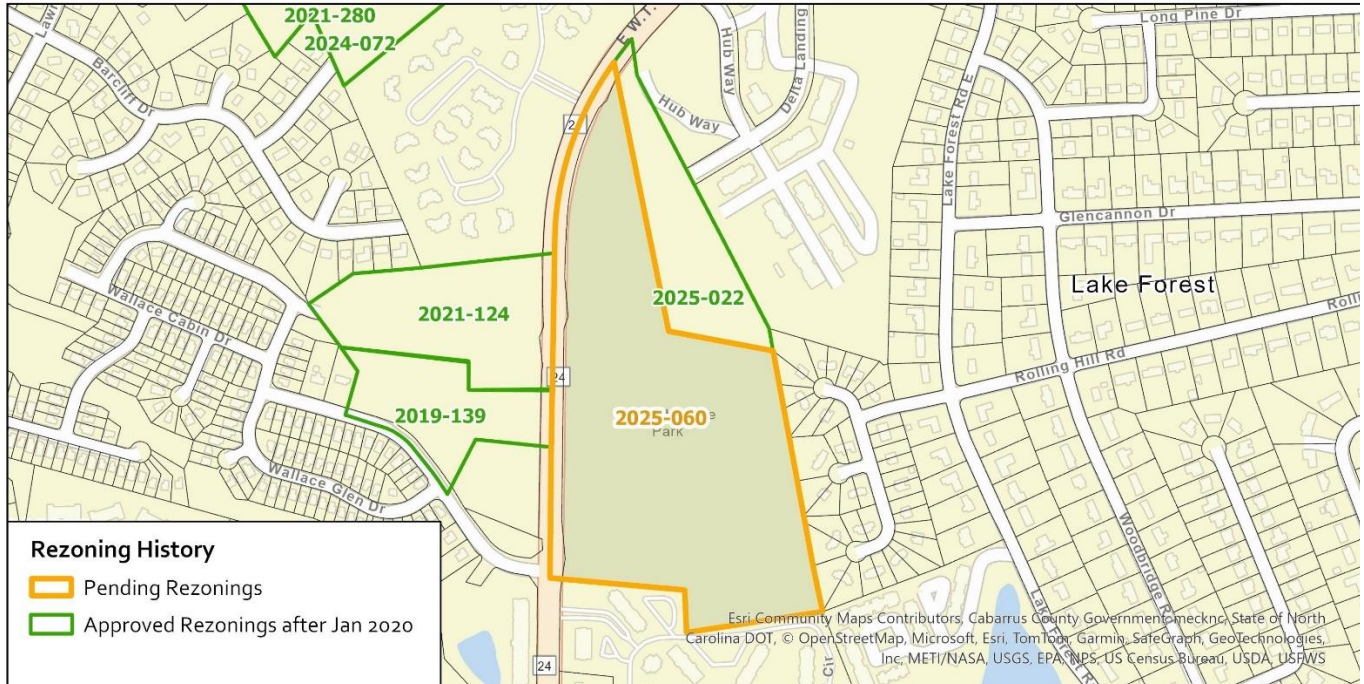 2021-280
2024-072
Long Pine Dr
Barcliff Dr
Hub Way
Delta Landing
Lake Forest Rd E
Hub Way
Glencannon Dr
Lake Forest
2025-022
2021-124
Wallace Cabin Dr
24
Rolling Hill Rd
2019-139
2025-060
Park
Wallace Glen Dr
Woodbridge Rd
Lake Forest Rd
24
Rezoning History
Pending Rezonings
Approved Rezonings after Jan 2020
Esri Community Maps Contributors, Cabarrus County Government, mecknc, State of North
Carolina DOT, © OpenStreetMap, Microsoft, Esri, TomTom, Garmin, SafeGraph, GeoTechnologies,
Inc, METI/NASA, USGS, EPA, NPS, US Census Bureau, USDA, USFWS